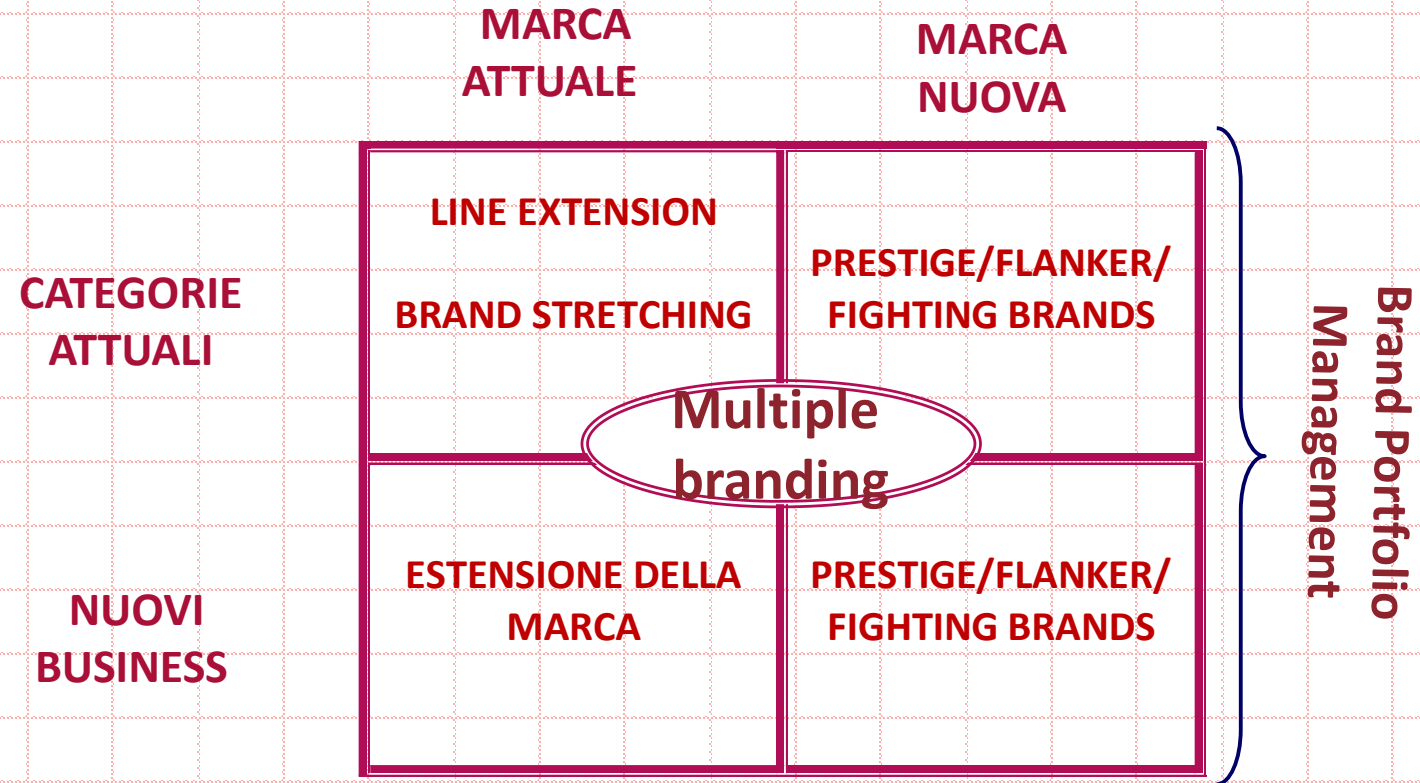 MARCA
ATTUALE
MARCA
NUOVA
CATEGORIE
ATTUALI
LINE EXTENSION
BRAND STRETCHING
PRESTIGE/FLANKER/
FIGHTING BRANDS
Multiple
branding
NUOVI
BUSINESS
ESTENSIONE DELLA
MARCA
PRESTIGE/FLANKER/
FIGHTING BRANDS
Brand Portfolio
Management